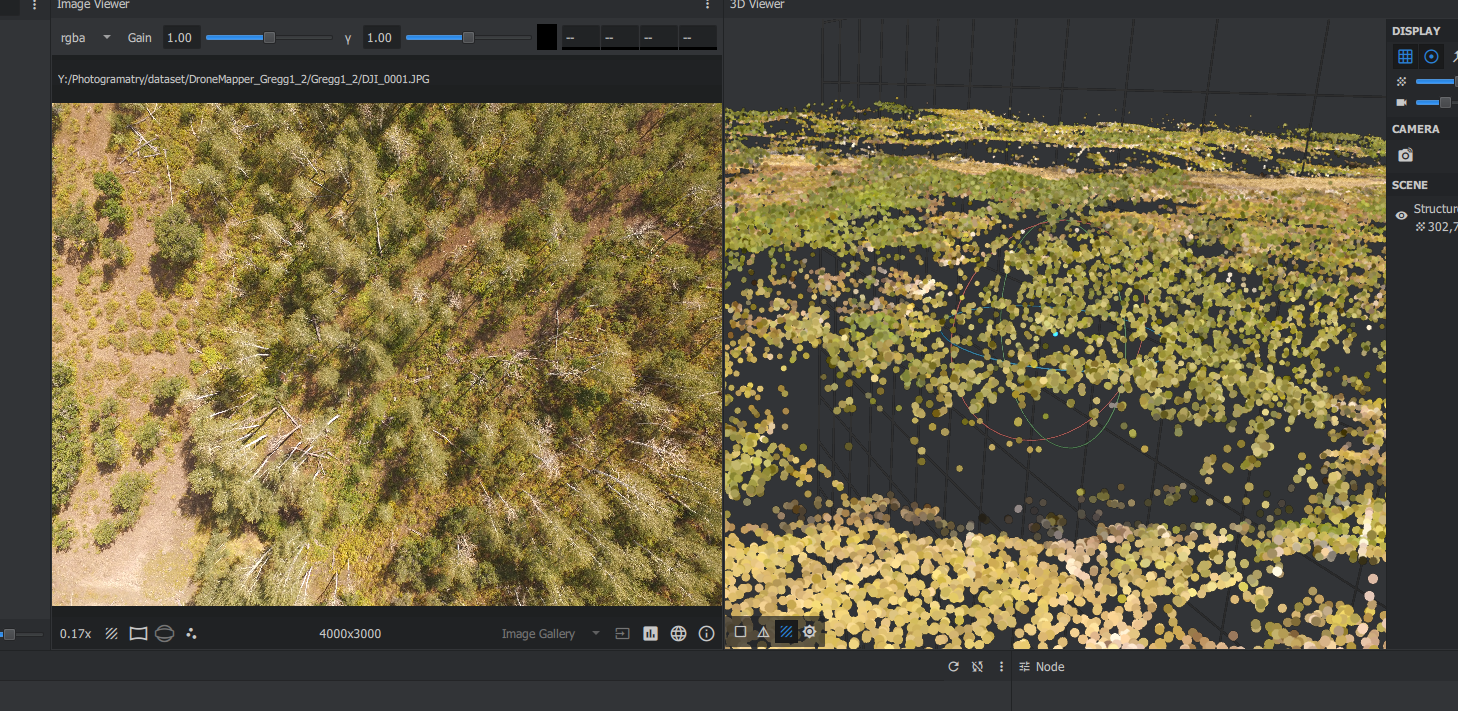 Image Viewer
3D Viewer
rgba
Gain
1.00
γ
1.00
--
--
--
--
DISPLAY
Y:/Photogramatry/dataset/DroneMapper_Gregg1_2/Gregg1_2/DJI_0001.JPG
CAMERA
SCENE
Structur
302,7
0.17x
4000x3000
Image Gallery
Node